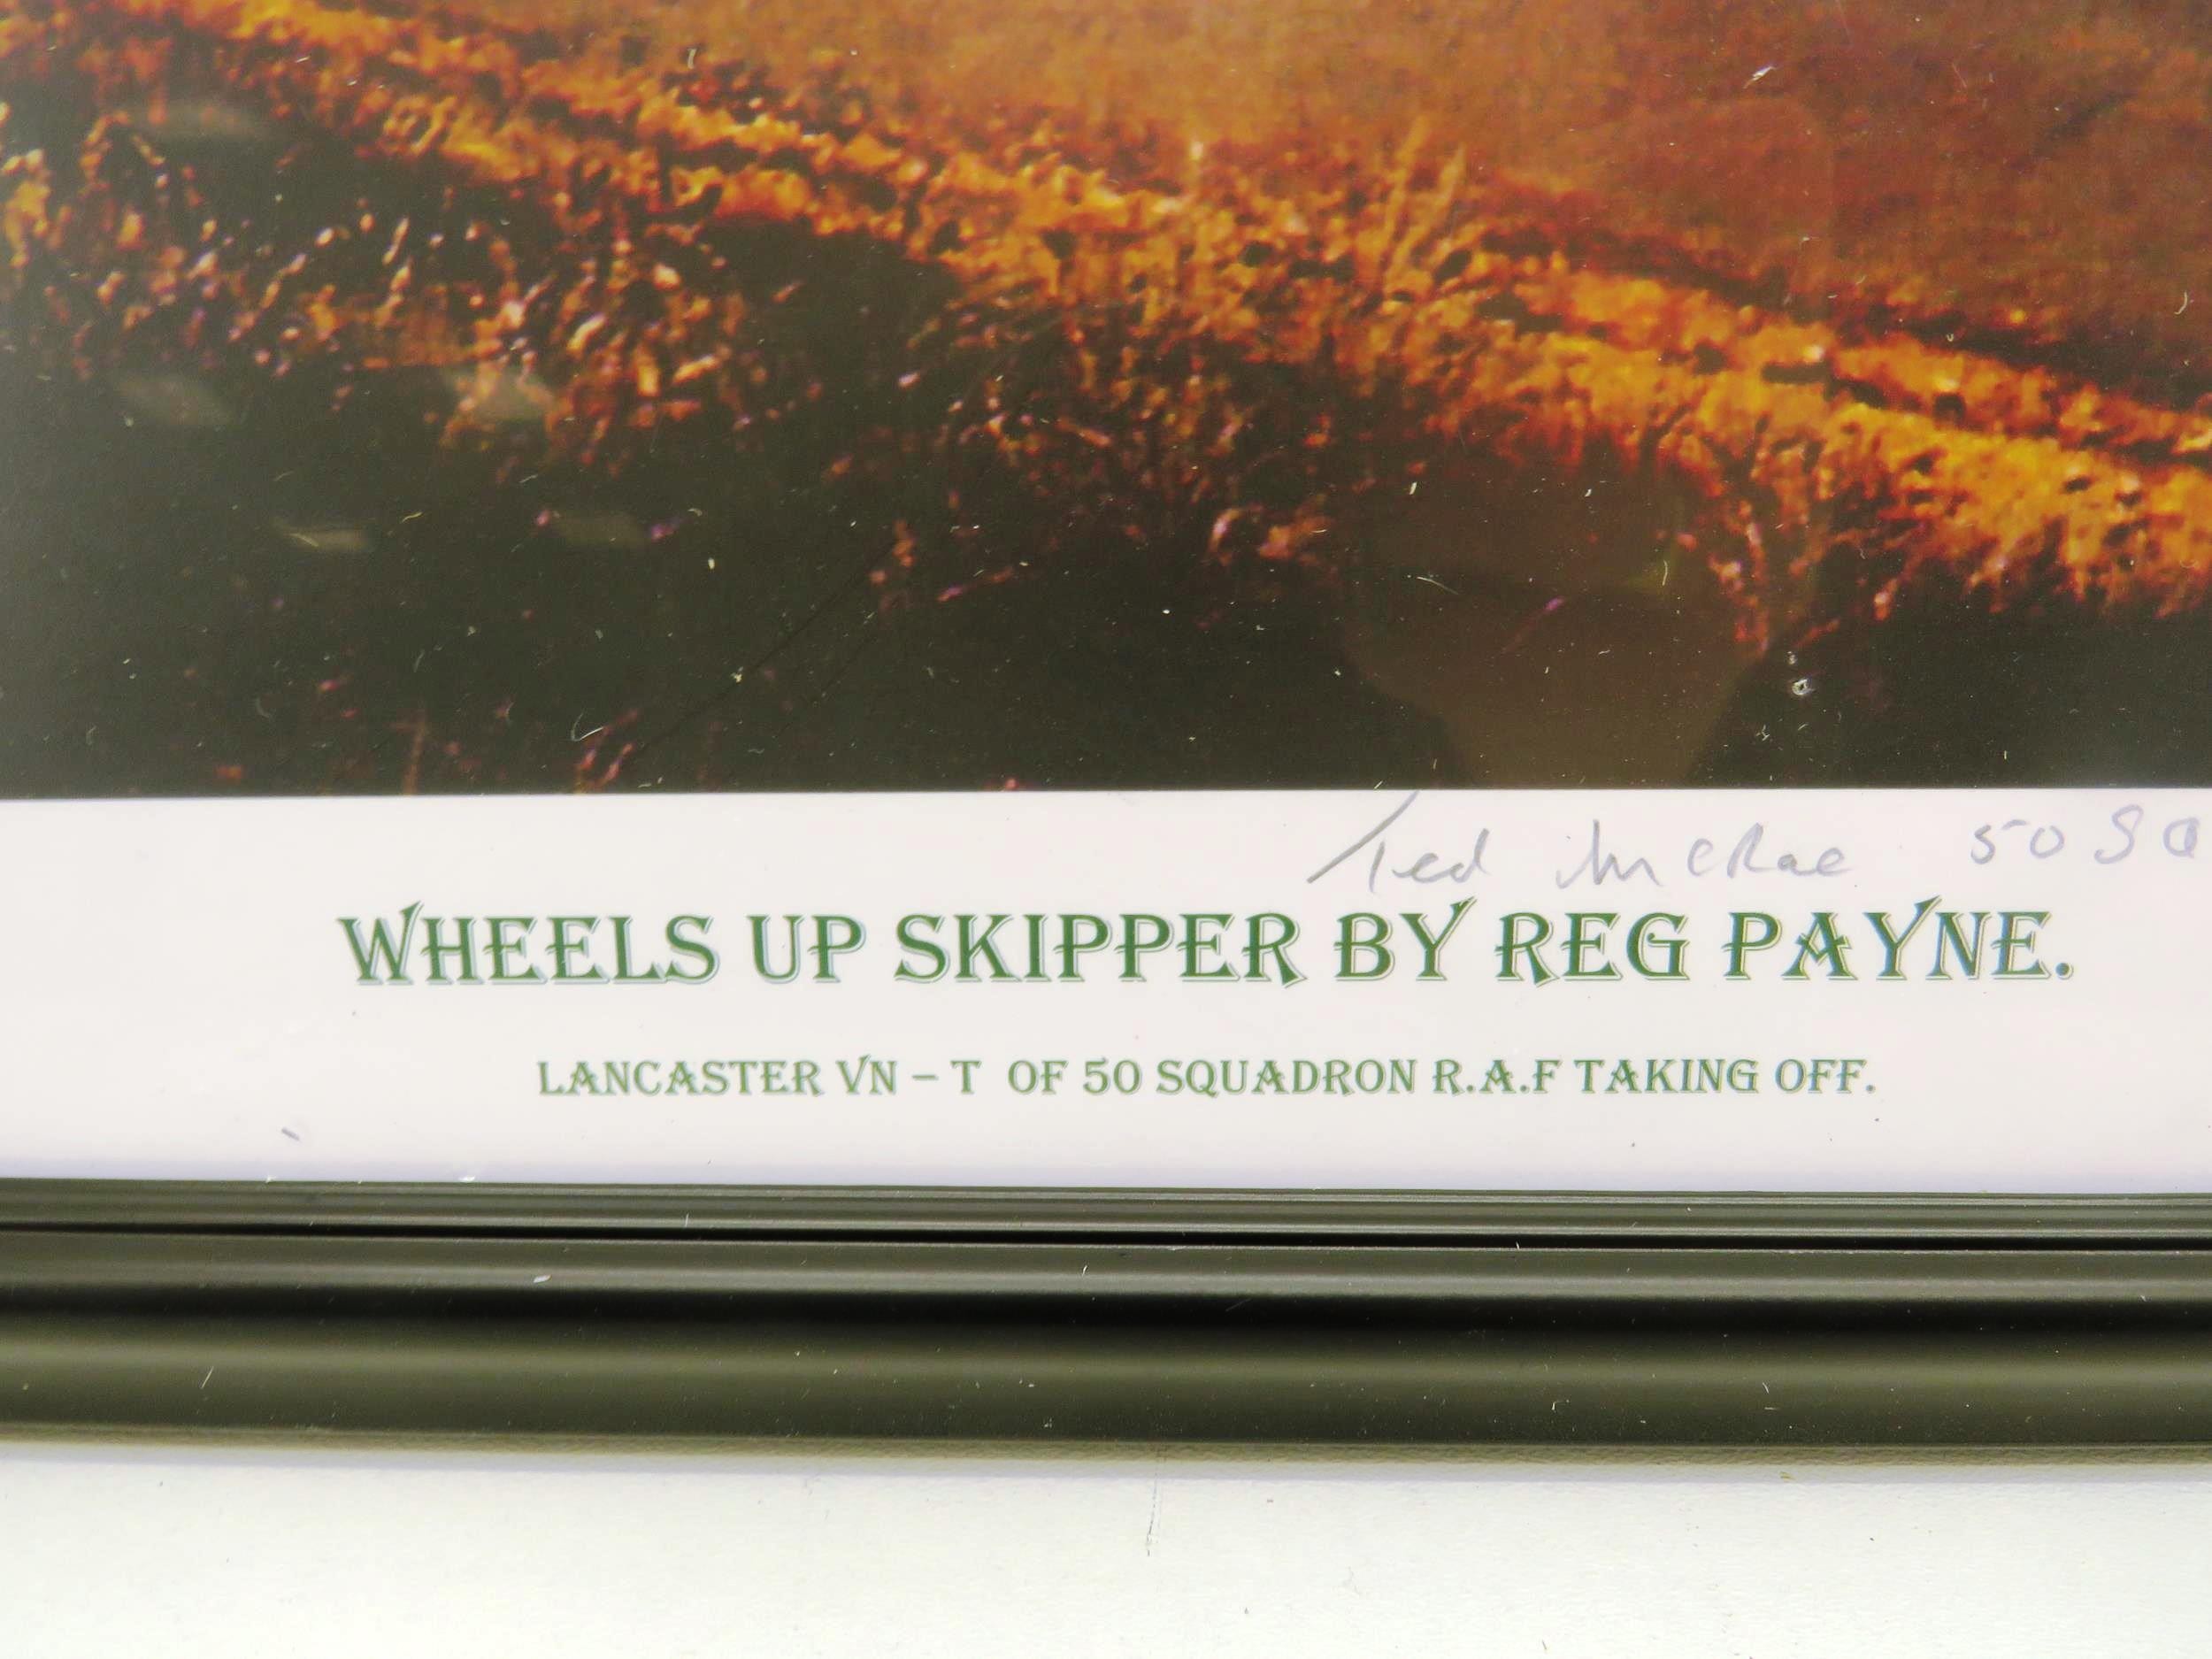 Ted McRae 50 SQ
WHEELS UP SKIPPER BY REG PAYNE.
LANCASTER VN – T OF 50 SQUADRON R.A.F TAKING OFF.